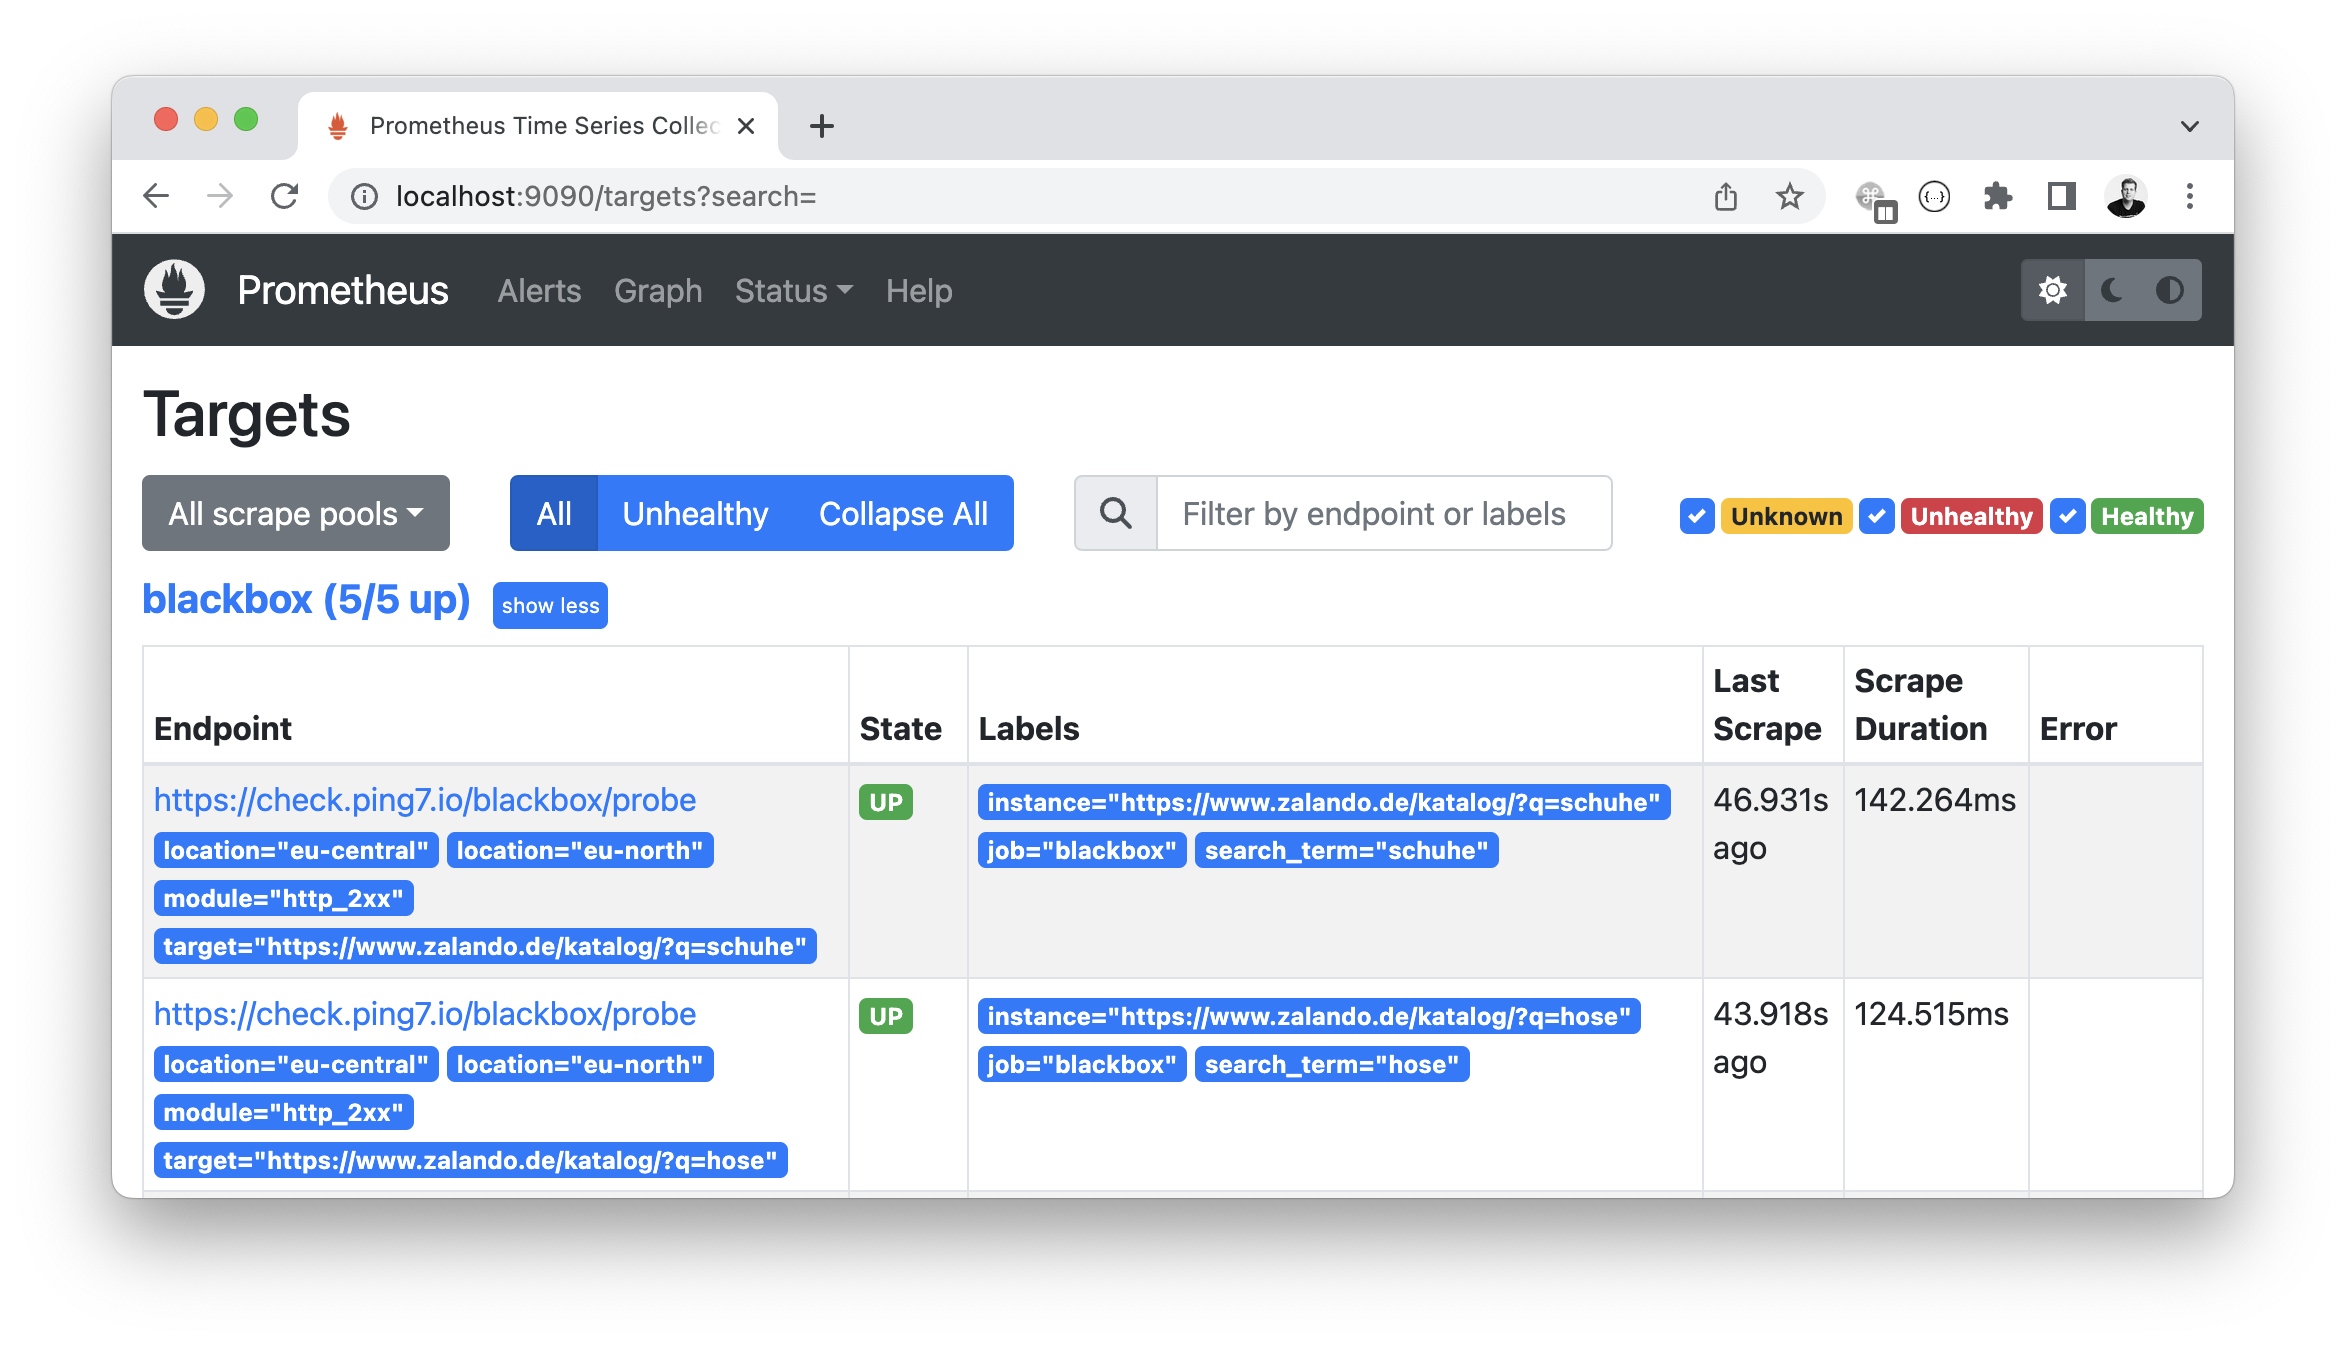 Prometheus Time Series Collec
localhost:9090/targets?search=
Prometheus Alerts Graph Status Help
Targets
All scrape pools All Unhealthy Collapse All Filter by endpoint or labels Unknown Unhealthy Healthy
blackbox (5/5 up) show less
Endpoint State Labels Last Scrape Scrape Duration Error
https://check.ping7.io/blackbox/probe UP instance="https://www.zalando.de/katalog/?q=schuhe" 46.931s 142.264ms
location="eu-central" location="eu-north" job="blackbox" search_term="schuhe" ago
module="http_2xx"
target="https://www.zalando.de/katalog/?q=schuhe"
https://check.ping7.io/blackbox/probe UP instance="https://www.zalando.de/katalog/?q=hose" 43.918s 124.515ms
location="eu-central" location="eu-north" job="blackbox" search_term="hose" ago
module="http_2xx"
target="https://www.zalando.de/katalog/?q=hose"